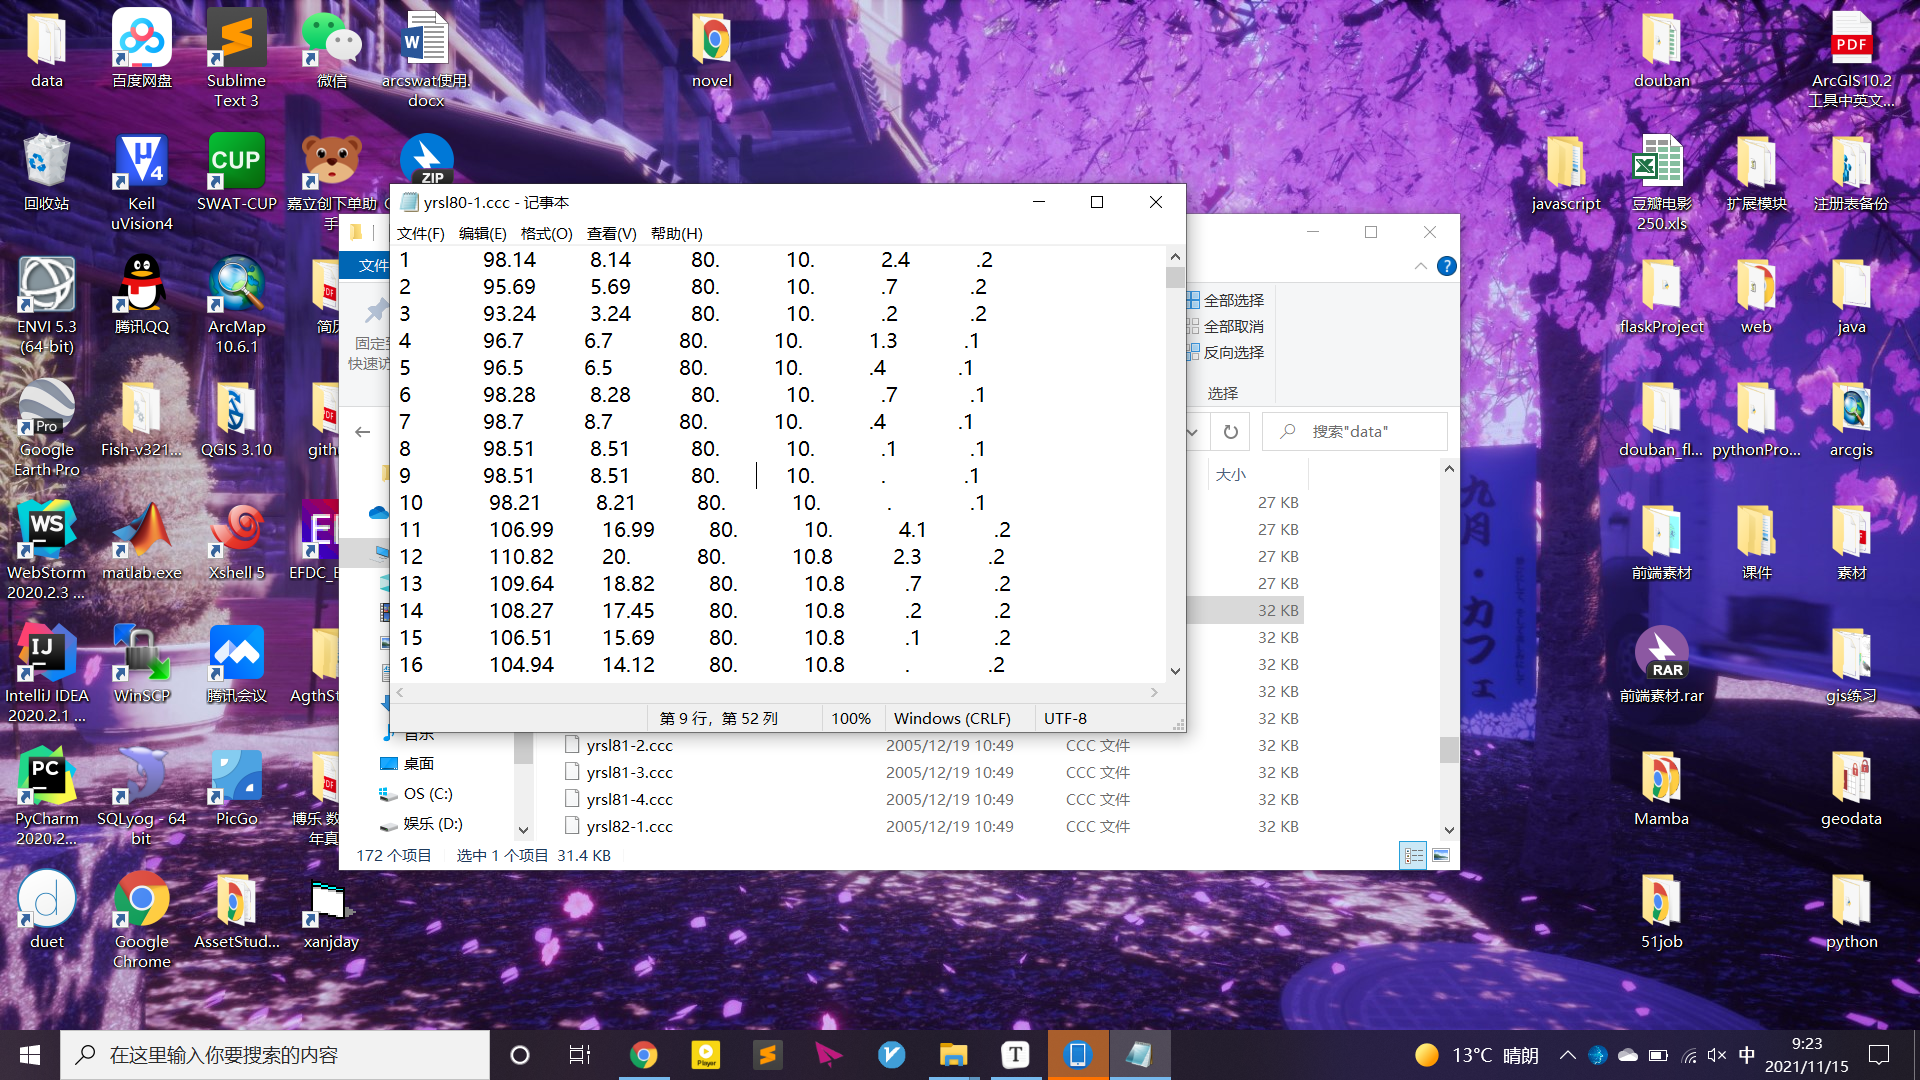 data
百度网盘
Sublime
Text 3
微信
arcswat使用.
docx
novel
douban
ArcGIS10.2
工具中英文...
回收站
Keil
uVision4
SWAT-CUP
嘉立创下单助
手
javascript
豆瓣电影
250.xls
扩展模块
注册表备份
ENVI 5.3
(64-bit)
腾讯QQ
ArcMap
10.6.1
简历
flaskProject
web
java
Google
Earth Pro
Fish-v321...
QGIS 3.10
gith
douban_fl...
pythonPro...
arcgis
WebStorm
2020.2.3 ...
matlab.exe
Xshell 5
EFDC_E
前端素材
课件
素材
IntelliJ IDEA
2020.2.1 ...
WinSCP
腾讯会议
AgthSt
前端素材.rar
gis练习
PyCharm
2020.2...
SQLyog - 64
bit
PicGo
博乐 数
年真
Mamba
geodata
duet
Google
Chrome
AssetStud...
xanjday
51job
python
yrsl80-1.ccc - 记事本
文件(F) 编辑(E) 格式(O) 查看(V) 帮助(H)
1 98.14 8.14 80. 10. 2.4 .2
2 95.69 5.69 80. 10. .7 .2
3 93.24 3.24 80. 10. .2 .2
4 96.7 6.7 80. 10. 1.3 .1
5 96.5 6.5 80. 10. .4 .1
6 98.28 8.28 80. 10. .7 .1
7 98.7 8.7 80. 10. .4 .1
8 98.51 8.51 80. 10. .1 .1
9 98.51 8.51 80. 10. . .1
10 98.21 8.21 80. 10. . .1
11 106.99 16.99 80. 10. 4.1 .2
12 110.82 20. 80. 10.8 2.3 .2
13 109.64 18.82 80. 10.8 .7 .2
14 108.27 17.45 80. 10.8 .2 .2
15 106.51 15.69 80. 10.8 .1 .2
16 104.94 14.12 80. 10.8 . .2
第 9 行，第 52 列 100% Windows (CRLF) UTF-8
文件
固定到
快速访
全部选择
全部取消
反向选择
选择
搜索"data"
大小
27 KB
27 KB
27 KB
27 KB
32 KB
32 KB
32 KB
32 KB
32 KB
音乐
桌面
OS (C:)
娱乐 (D:)
yrsl81-2.ccc 2005/12/19 10:49 CCC 文件 32 KB
yrsl81-3.ccc 2005/12/19 10:49 CCC 文件 32 KB
yrsl81-4.ccc 2005/12/19 10:49 CCC 文件 32 KB
yrsl82-1.ccc 2005/12/19 10:49 CCC 文件 32 KB
172 个项目 选中 1 个项目 31.4 KB
在这里输入你要搜索的内容
13°C 晴朗
中
9:23
2021/11/15